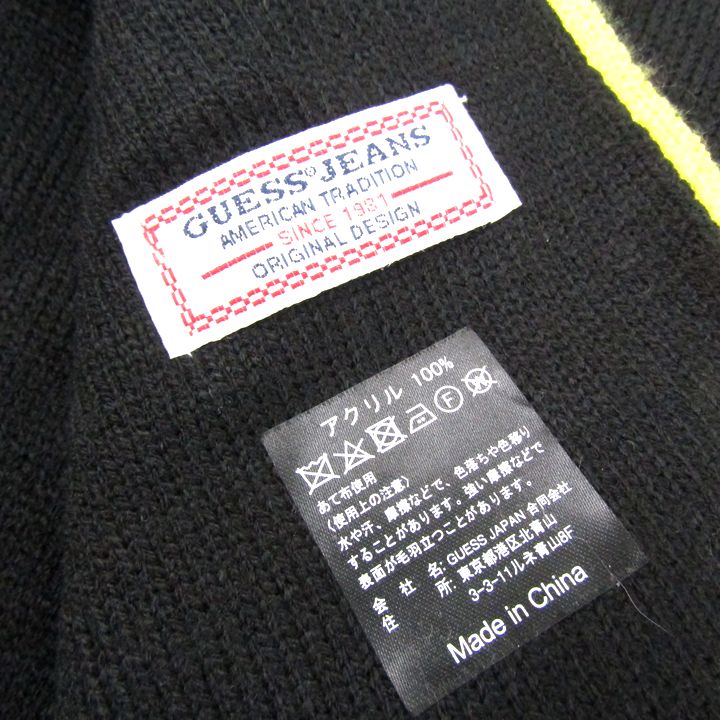 GUESS® JEANS
AMERICAN TRADITION
SINCE 1981
ORIGINAL DESIGN
アクリル 100%
F W
あて布使用
〈使用上の注意〉
水や汗、摩擦などで、色落ちや色落り
することがあります。強い摩擦などで
表面が毛羽立つことがあります。
会 社 名: GUESS JAPAN 合同会社
住 所: 東京都港区北青山
3-3-11ルネ青山8F
Made in China